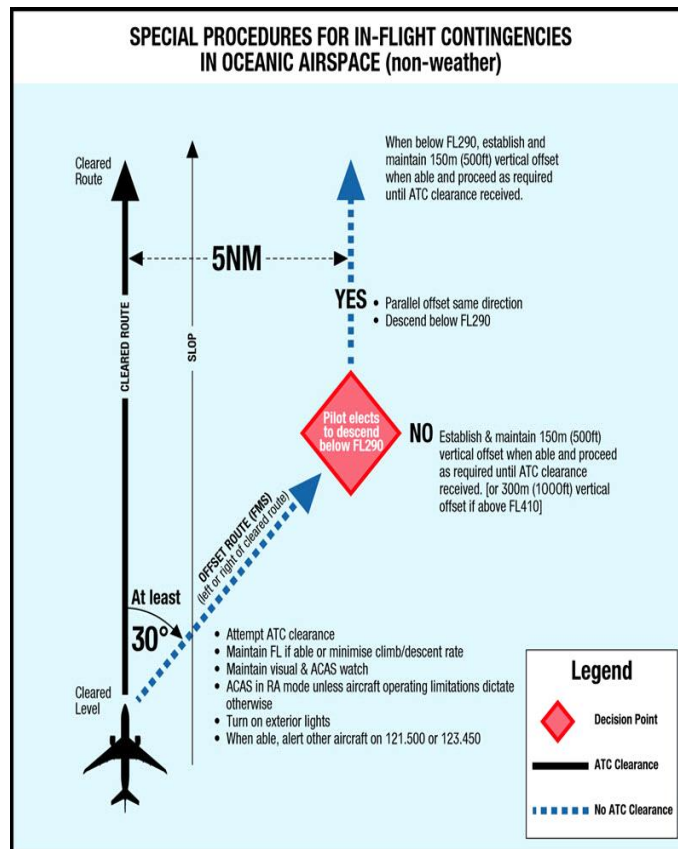 SPECIAL PROCEDURES FOR IN-FLIGHT CONTINGENCIES
IN OCEANIC AIRSPACE (non-weather)
Cleared
Route
When below FL290, establish and
maintain 150m (500ft) vertical offset
when able and proceed as required
until ATC clearance received.
5NM
CLEARED ROUTE
SLOP
YES
• Parallel offset same direction
• Descend below FL290
Pilot elects
to descend
below FL290
NO Establish & maintain 150m (500ft)
vertical offset when able and proceed
as required until ATC clearance
received. [or 300m (1000ft) vertical
offset if above FL410]
OFFSET ROUTE (FMS)
(left or right of cleared route)
At least
30°
• Attempt ATC clearance
• Maintain FL if able or minimise climb/descent rate
• Maintain visual & ACAS watch
• ACAS in RA mode unless aircraft operating limitations dictate
otherwise
• Turn on exterior lights
• When able, alert other aircraft on 121.500 or 123.450
Cleared
Level
Legend
Decision Point
ATC Clearance
No ATC Clearance